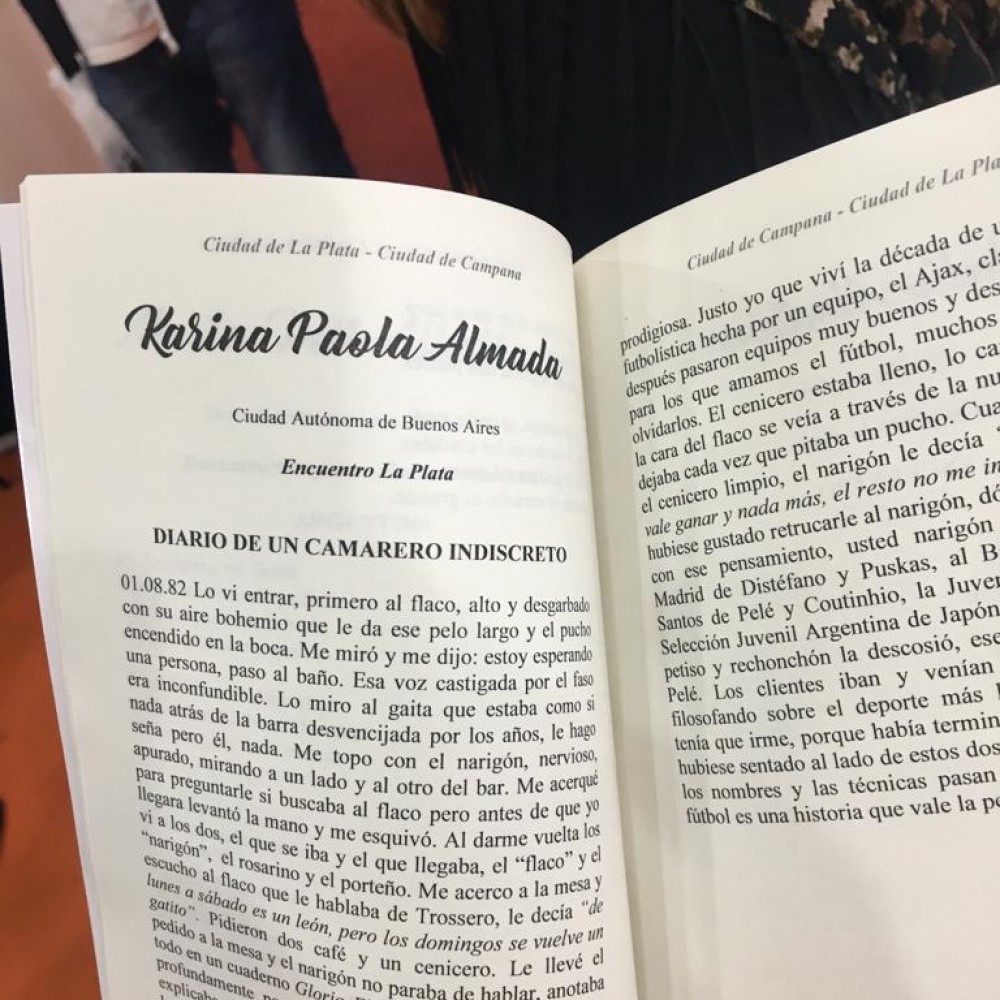 Ciudad de La Plata - Ciudad de Campana
Karina Paola Almada
Ciudad Autónoma de Buenos Aires
Encuentro La Plata
DIARIO DE UN CAMARERO INDISCRETO
01.08.82 Lo vi entrar, primero al flaco, alto y desgarbado
con su aire bohemio que le da ese pelo largo y el pucho
encendido en la boca. Me miró y me dijo: estoy esperando
una persona, paso al baño. Esa voz castigada por el faso
era inconfundible. Lo miro al gaita que estaba como si
nada atrás de la barra desvencijada por los años, le hago
seña pero él, nada. Me topo con el narigón, nervioso,
apurado, mirando a un lado y al otro del bar. Me acerqué
para preguntarle si buscaba al flaco pero antes de que yo
llegara levantó la mano y me esquivó. Al darme vuelta los
vi a los dos, el que se iba y el que llegaba, el “flaco” y el
“narigón”, el rosarino y el porteño. Me acerco a la mesa y
escucho al flaco que le hablaba de Trossero, le decía “de
lunes a sábado es un león, pero los domingos se vuelve un
gatito”. Pidieron dos café y un cenicero. Le llevé el
pedido a la mesa y el narigón no paraba de hablar, anotaba
todo en un cuaderno Gloria
profundamente
explicaba
Ciudad de Campana - Ciudad de La
prodigiosa. Justo yo que viví la década de
futbolística hecha por un equipo, el Ajax,
después pasaron equipos muy buenos y
para los que amamos el fútbol, muchos
olvidarlos. El cenicero estaba lleno, lo
la cara del flaco se veía a través de la
dejaba cada vez que pitaba un pucho.
el cenicero limpio, el narigón le decía
vale ganar y nada más, el resto no me
hubiese gustado retrucarle al narigón,
con ese pensamiento, usted narigón
Madrid de Distéfano y Puskas, al
Santos de Pelé y Coutinhio, la
Selección Juvenil Argentina de Japón
petiso y rechonchón la descosió,
Pelé. Los clientes iban y venían
filosofando sobre el deporte más
tenía que irme, porque había
hubiese sentado al lado de estos dos
los nombres y las técnicas pasan
fútbol es una historia que vale la